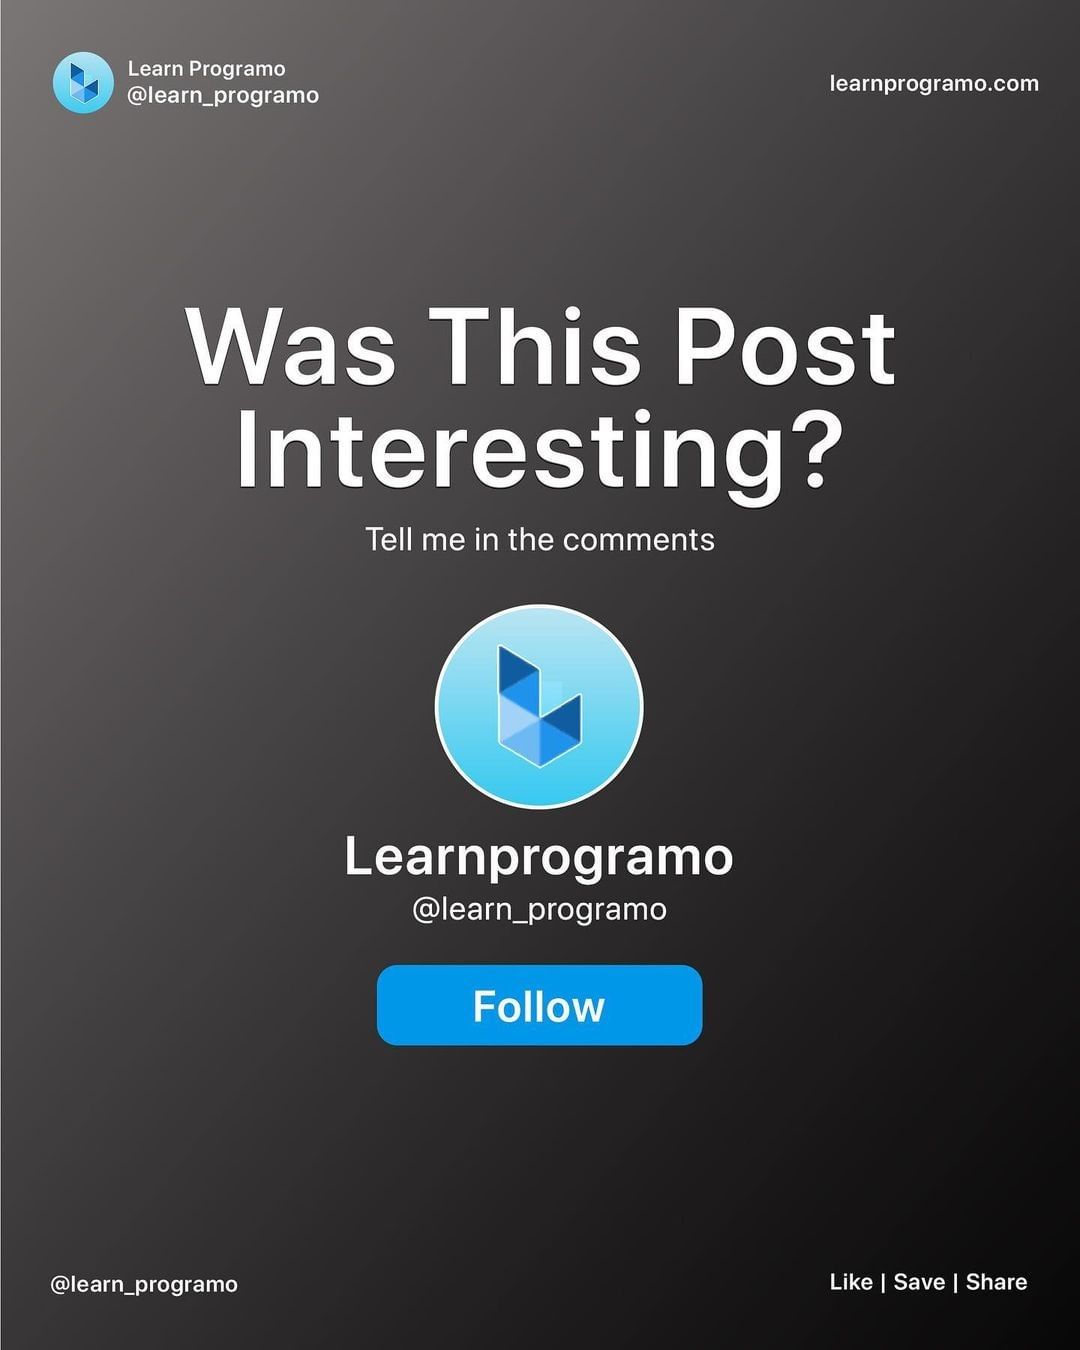 Learn Programo
@learn_programo
learnprogramo.com
Was This Post
Interesting?
Tell me in the comments
Learnprogramo
@learn_programo
Follow
@learn_programo
Like | Save | Share